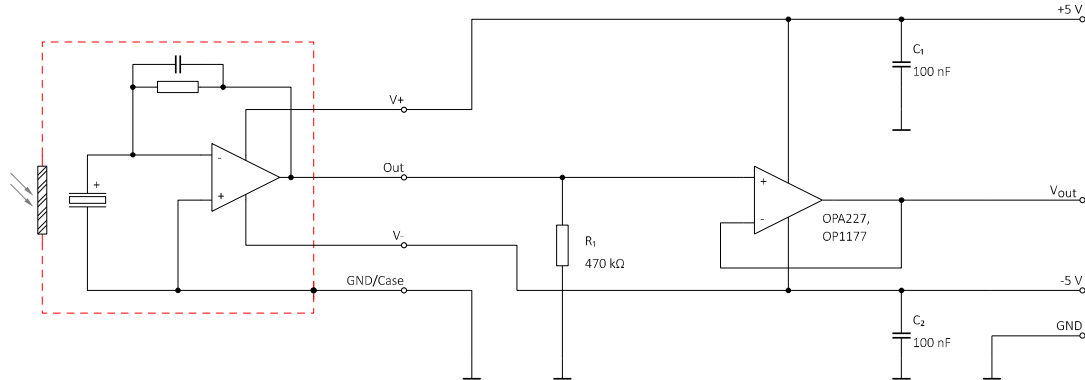 +5 V
C₁
100 nF
V+
-
+
+
Out
+
-
Vout
OPA227,
OP1177
R₁
470 kΩ
V-
GND/Case
-5 V
C₂
100 nF
GND